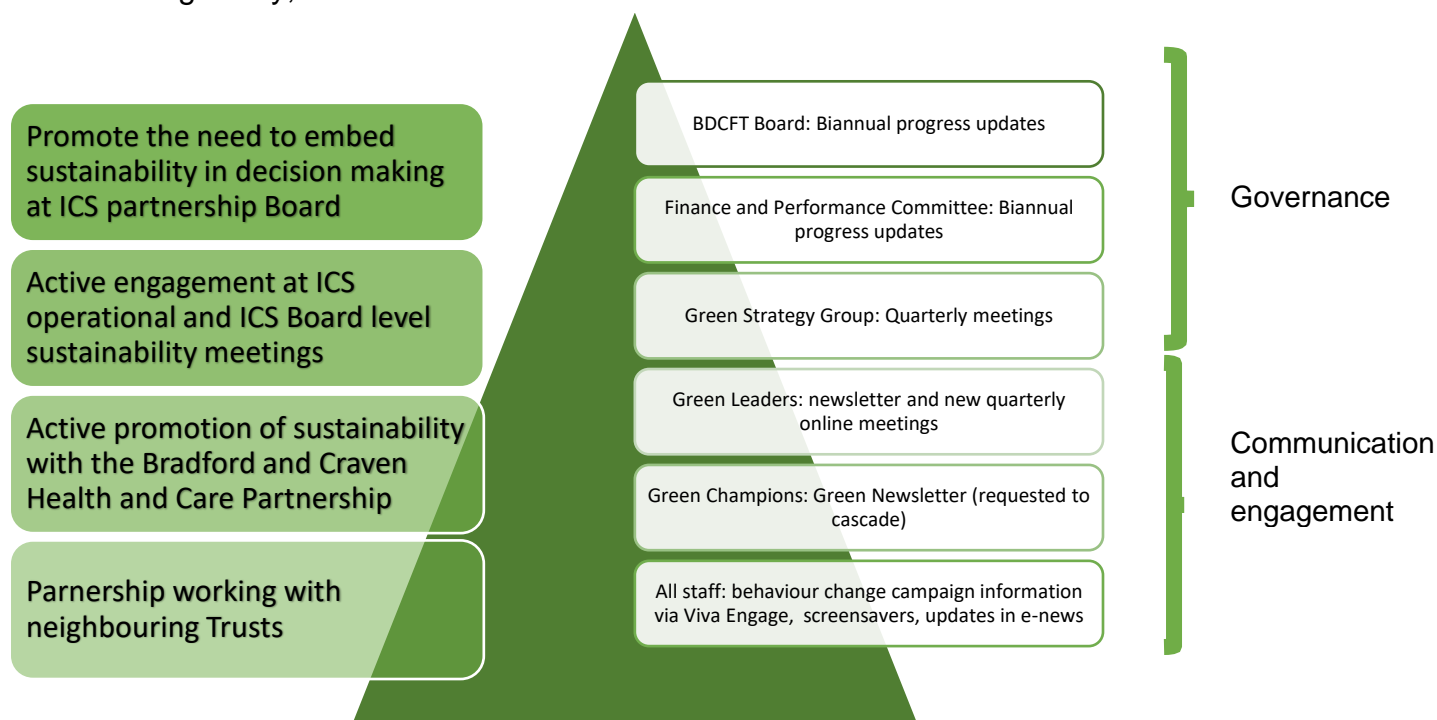 Promote the need to embed
sustainability in decision making
at ICS partnership Board
Active engagement at ICS
operational and ICS Board level
sustainability meetings
Active promotion of sustainability
with the Bradford and Craven
Health and Care Partnership
Parnership working with
neighbouring Trusts
BDCFT Board: Biannual progress updates
Finance and Performance Committee: Biannual
progress updates
Green Strategy Group: Quarterly meetings
Green Leaders: newsletter and new quarterly
online meetings
Green Champions: Green Newsletter (requested to
cascade)
All staff: behaviour change campaign information
via Viva Engage, screensavers, updates in e-news
Governance
Communication
and
engagement